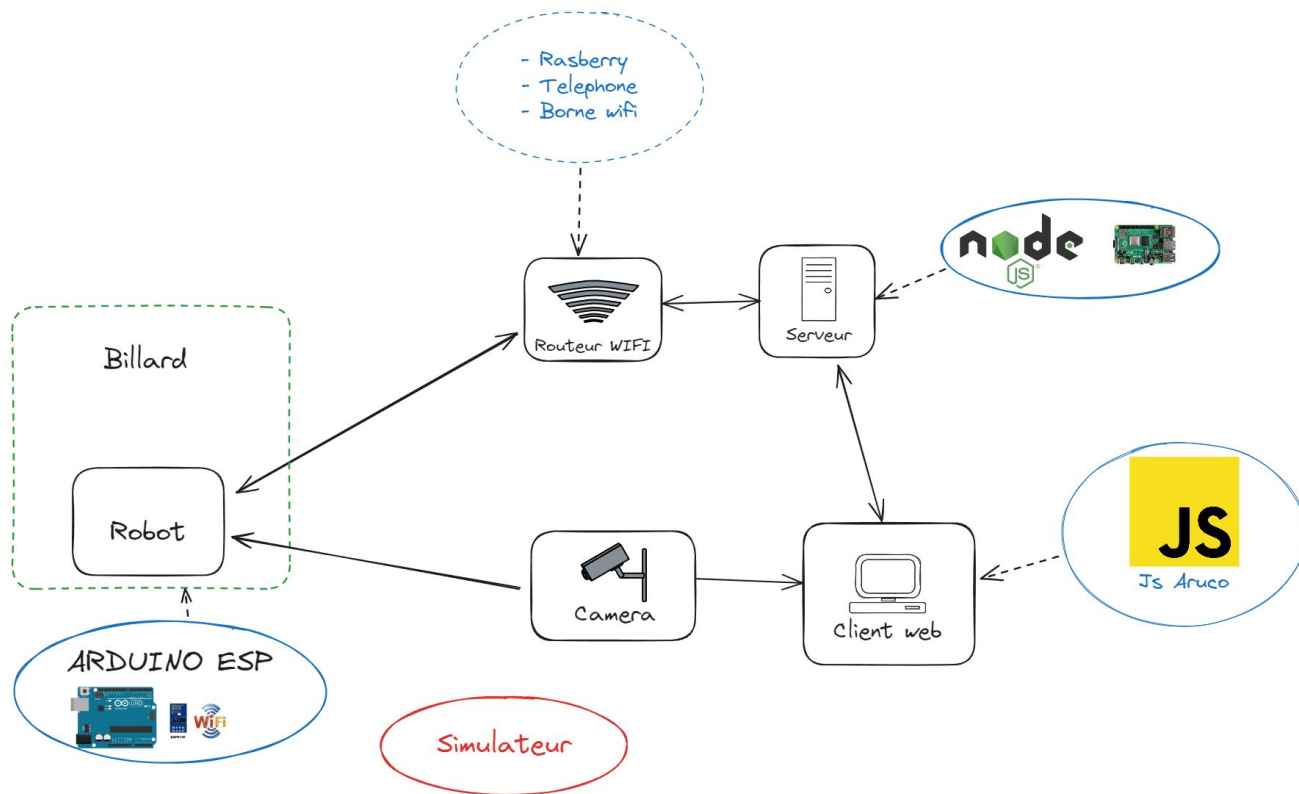 - Rasberry
- Telephone
- Borne wifi
node
JS
Routeur WIFI
Serveur
Billard
Robot
Camera
Client web
JS
Js Aruco
ARDUINO ESP
UNO
WiFi
Simulateur